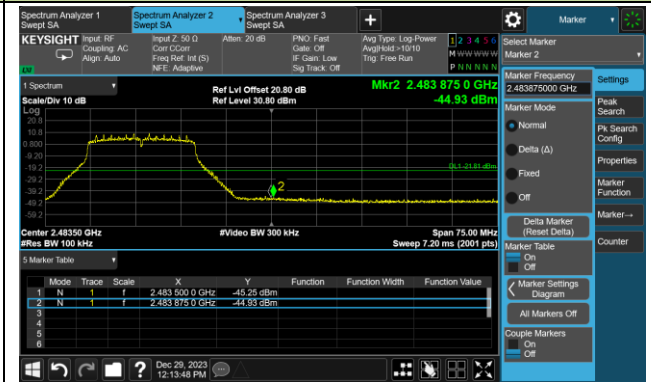 Spectrum Analyzer 1
Swept SA
Spectrum Analyzer 2
Swept SA
Spectrum Analyzer 3
Swept SA
+
Marker
KEYSIGHT
Input: RF
Coupling: AC
Align: Auto
Input Z: 50 Ω
Corr CCorr
Freq Ref: Int (S)
NFE: Adaptive
Atten: 20 dB
PNO: Fast
Gate: Off
IF Gain: Low
Sig Track: Off
Avg Type: Log-Power
Avg|Hold:>10/10
Trig: Free Run
1 2 3 4 5 6
M W W W W W
P N N N N N
LXI
Select Marker
Marker 2
1 Spectrum
Scale/Div 10 dB
Log
Ref Lvl Offset 20.80 dB
Ref Level 30.80 dBm
Mkr2 2.483 875 0 GHz
-44.93 dBm
20.8
10.8
0.800
-9.20
-19.2
-29.2
-39.2
-49.2
-59.2
DL1 -21.81 dBm
2
Center 2.48350 GHz
#Res BW 100 kHz
#Video BW 300 kHz
Span 75.00 MHz
Sweep 7.20 ms (2001 pts)
5 Marker Table
Mode Trace Scale X Y Function Function Width Function Value
1 N 1 f 2.483 500 0 GHz -45.25 dBm
2 N 1 f 2.483 875 0 GHz -44.93 dBm
3
4
5
6
Dec 29, 2023
12:13:48 PM
Marker Frequency
2.483875000 GHz
Marker Mode
Normal
Delta (Δ)
Fixed
Off
Delta Marker
(Reset Delta)
Marker Table
On
Off
Marker Settings
Diagram
All Markers Off
Couple Markers
On
Off
Settings
Peak
Search
Pk Search
Config
Properties
Marker
Function
Marker→
Counter